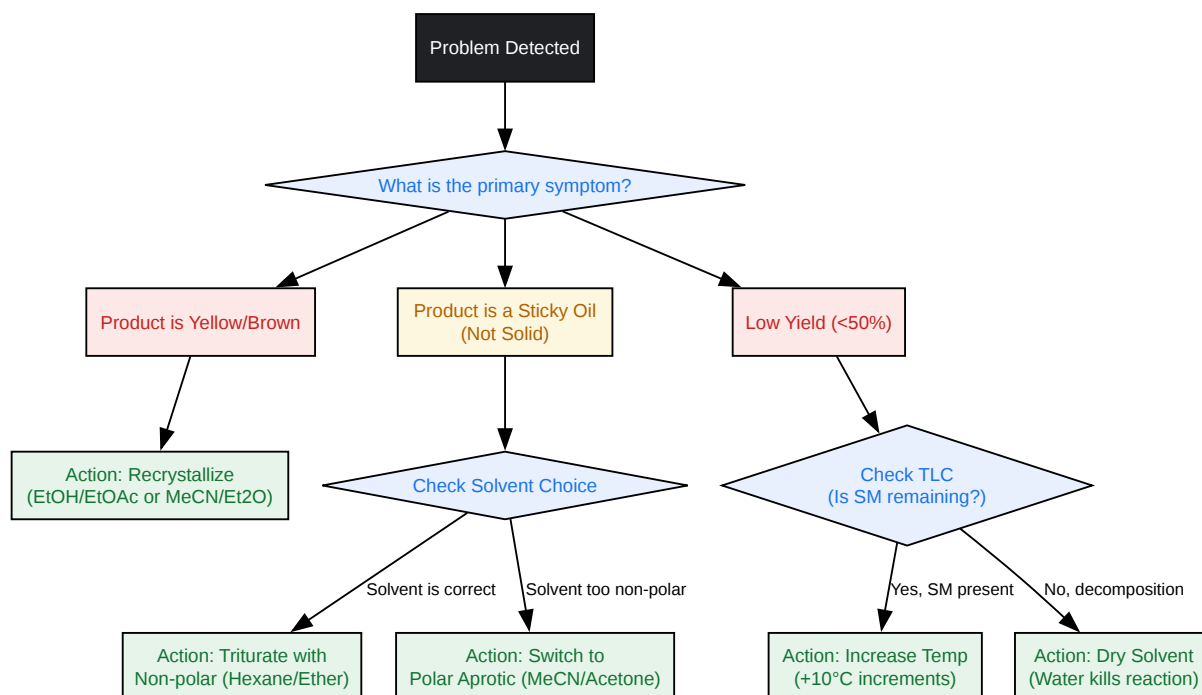 Problem Detected
What is the primary symptom?
Product is Yellow/Brown
Product is a Sticky Oil
(Not Solid)
Low Yield (<50%)
Action: Recrystallize
(EtOH/EtOAc or MeCN/Et2O)
Check Solvent Choice
Check TLC
(Is SM remaining?)
Solvent is correct
Solvent too non-polar
Yes, SM present
No, decomposition
Action: Triturate with
Non-polar (Hexane/Ether)
Action: Switch to
Polar Aprotic (MeCN/Acetone)
Action: Increase Temp
(+10°C increments)
Action: Dry Solvent
(Water kills reaction)